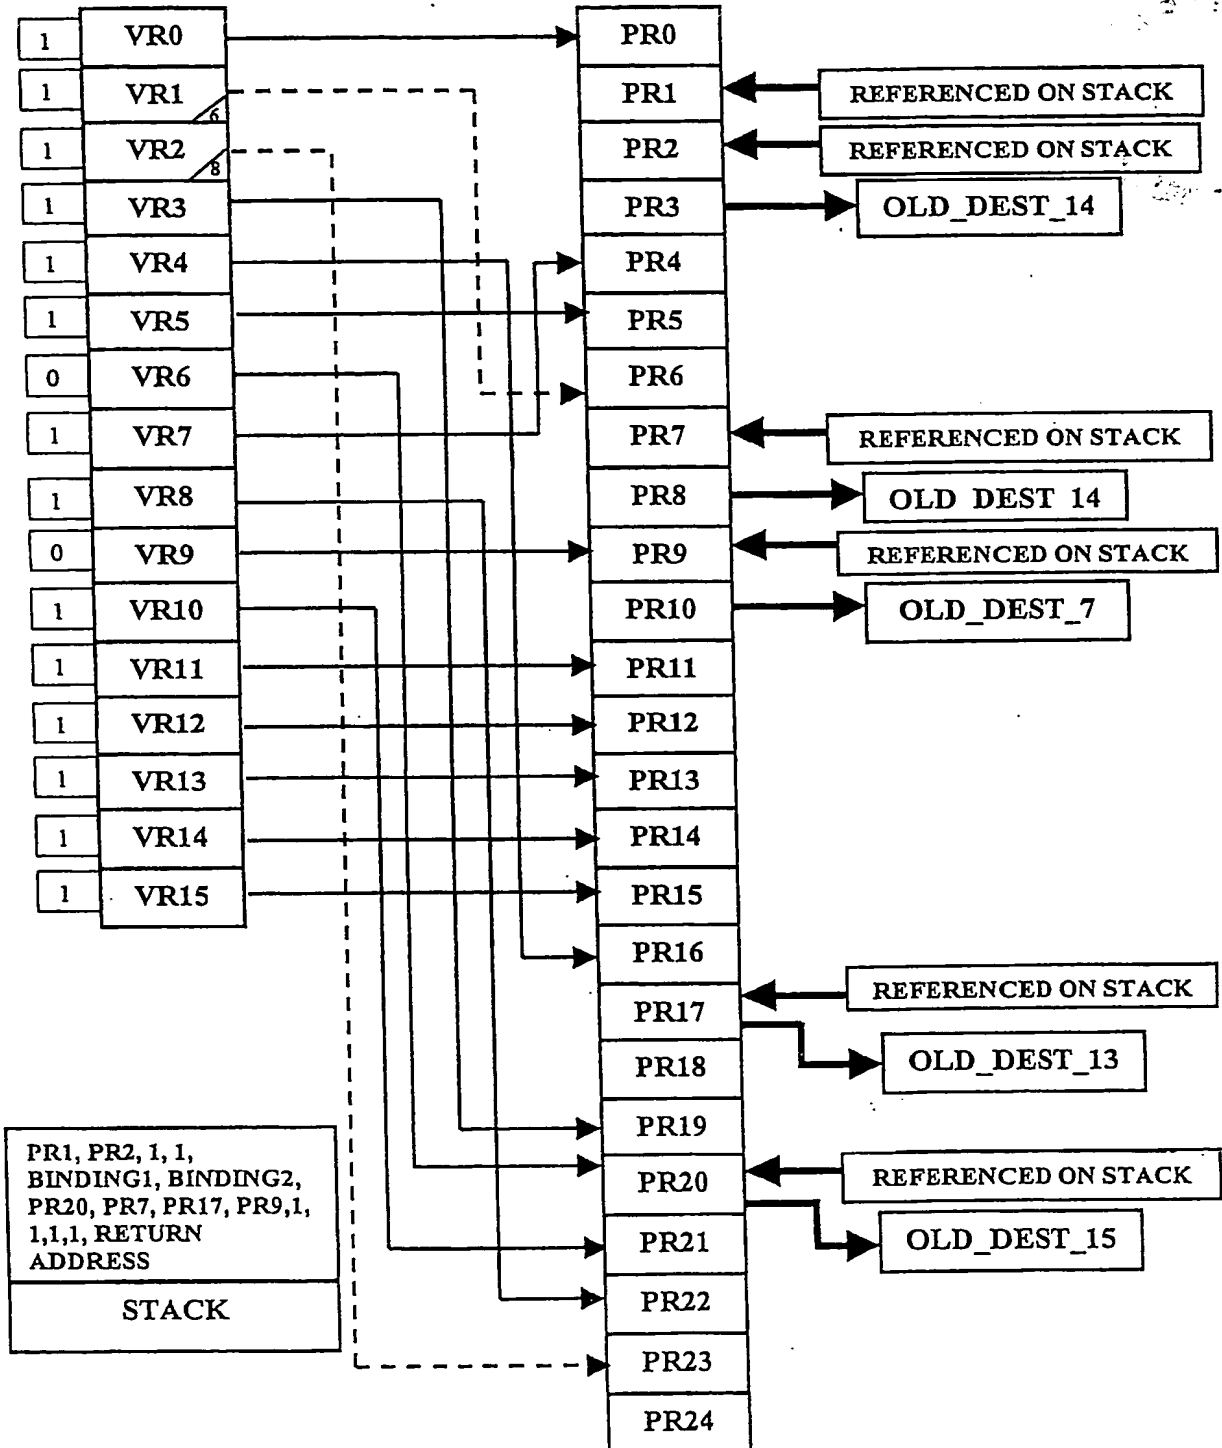 1 VR0 PR0
1 VR1 6 PR1 REFERENCED ON STACK
1 VR2 8 PR2 REFERENCED ON STACK
1 VR3 PR3 OLD_DEST_14
1 VR4 PR4
1 VR5 PR5
0 VR6 PR6
1 VR7 PR7 REFERENCED ON STACK
1 VR8 PR8 OLD DEST 14
0 VR9 PR9 REFERENCED ON STACK
1 VR10 PR10 OLD_DEST_7
1 VR11 PR11
1 VR12 PR12
1 VR13 PR13
1 VR14 PR14
1 VR15 PR15
PR16
PR17 REFERENCED ON STACK
OLD_DEST_13
PR18
PR19
PR20 REFERENCED ON STACK
OLD_DEST_15
PR21
PR22
PR23
PR24
PR1, PR2, 1, 1,
BINDING1, BINDING2,
PR20, PR7, PR17, PR9,1,
1,1,1, RETURN
ADDRESS
STACK